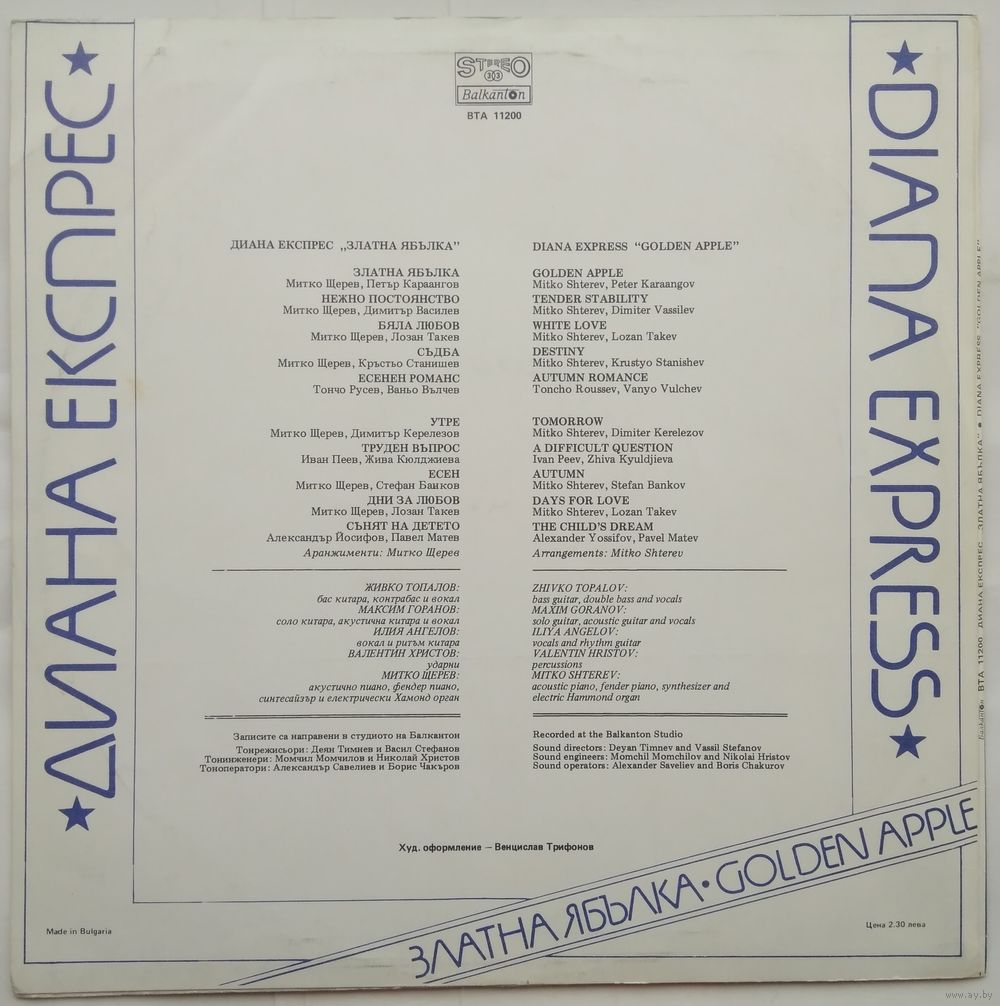 ДИАНА ЕКСПРЕС
STEREO
33
Balkanton
ВТА 11200
ДИАНА ЕКСПРЕС „ЗЛАТНА ЯБЪЛКА”
ЗЛАТНА ЯБЪЛКА
Митко Щерев, Петър Караангов
НЕЖНО ПОСТОЯНСТВО
Митко Щерев, Димитър Василев
БЯЛА ЛЮБОВ
Митко Щерев, Лозан Такев
СЪДБА
Митко Щерев, Кръстьо Станишев
ЕСЕНЕН РОМАНС
Тончо Русев, Ваньо Вълчев
УТРЕ
Митко Щерев, Димитър Керелезов
ТРУДЕН ВЪПРОС
Иван Пеев, Жива Кюлджиева
ЕСЕН
Митко Щерев, Стефан Банков
ДНИ ЗА ЛЮБОВ
Митко Щерев, Лозан Такев
СЪНЯТ НА ДЕТЕТО
Александър Йосифов, Павел Матев
Аранжименти: Митко Щерев
ЖИВКО ТОПАЛОВ:
бас китара, контрабас и вокал
МАКСИМ ГОРАНОВ:
соло китара, акустична китара и вокал
ИЛИЯ АНГЕЛОВ:
вокал и ритъм китара
ВАЛЕНТИН ХРИСТОВ:
ударни
МИТКО ЩЕРЕВ:
акустично пиано, фендер пиано,
синтесайзър и електрически Хамонд орган
Записите са направени в студиото на Балкантон
Тонрежисьори: Деян Тимнев и Васил Стефанов
Тонинженери: Момчил Момчилов и Николай Христов
Тоноператори: Александър Савелиев и Борис Чакъров
DIANA EXPRESS “GOLDEN APPLE”
GOLDEN APPLE
Mitko Shterev, Peter Karaangov
TENDER STABILITY
Mitko Shterev, Dimiter Vassilev
WHITE LOVE
Mitko Shterev, Lozan Takev
DESTINY
Mitko Shterev, Krustyo Stanishev
AUTUMN ROMANCE
Toncho Roussev, Vanyo Vulchev
TOMORROW
Mitko Shterev, Dimiter Kerelezov
A DIFFICULT QUESTION
Ivan Peev, Zhiva Kyuldjieva
AUTUMN
Mitko Shterev, Stefan Bankov
DAYS FOR LOVE
Mitko Shterev, Lozan Takev
THE CHILD'S DREAM
Alexander Yossifov, Pavel Matev
Arrangements: Mitko Shterev
ZHIVKO TOPALOV:
bass guitar, double bass and vocals
MAXIM GORANOV:
solo guitar, acoustic guitar and vocals
ILIYA ANGELOV:
vocals and rhythm guitar
VALENTIN HRISTOV:
percussions
MITKO SHTEREV:
acoustic piano, fender piano, synthesizer and
electric Hammond organ
Recorded at the Balkanton Studio
Sound directors: Deyan Timnev and Vassil Stefanov
Sound engineers: Momchil Momchilov and Nikolai Hristov
Sound operators: Alexander Saveliev and Boris Chakurov
Худ. оформление — Венцислав Трифонов
DIANA EXPRESS
Balkanton ВТА 11200 ДИАНА ЕКСПРЕС „ЗЛАТНА ЯБЪЛКА” ● DIANA EXPRESS “GOLDEN APPLE”
ЗЛАТНА ЯБЪЛКА • GOLDEN APPLE
Made in Bulgaria
Цена 2.30 лева
www.ay.by